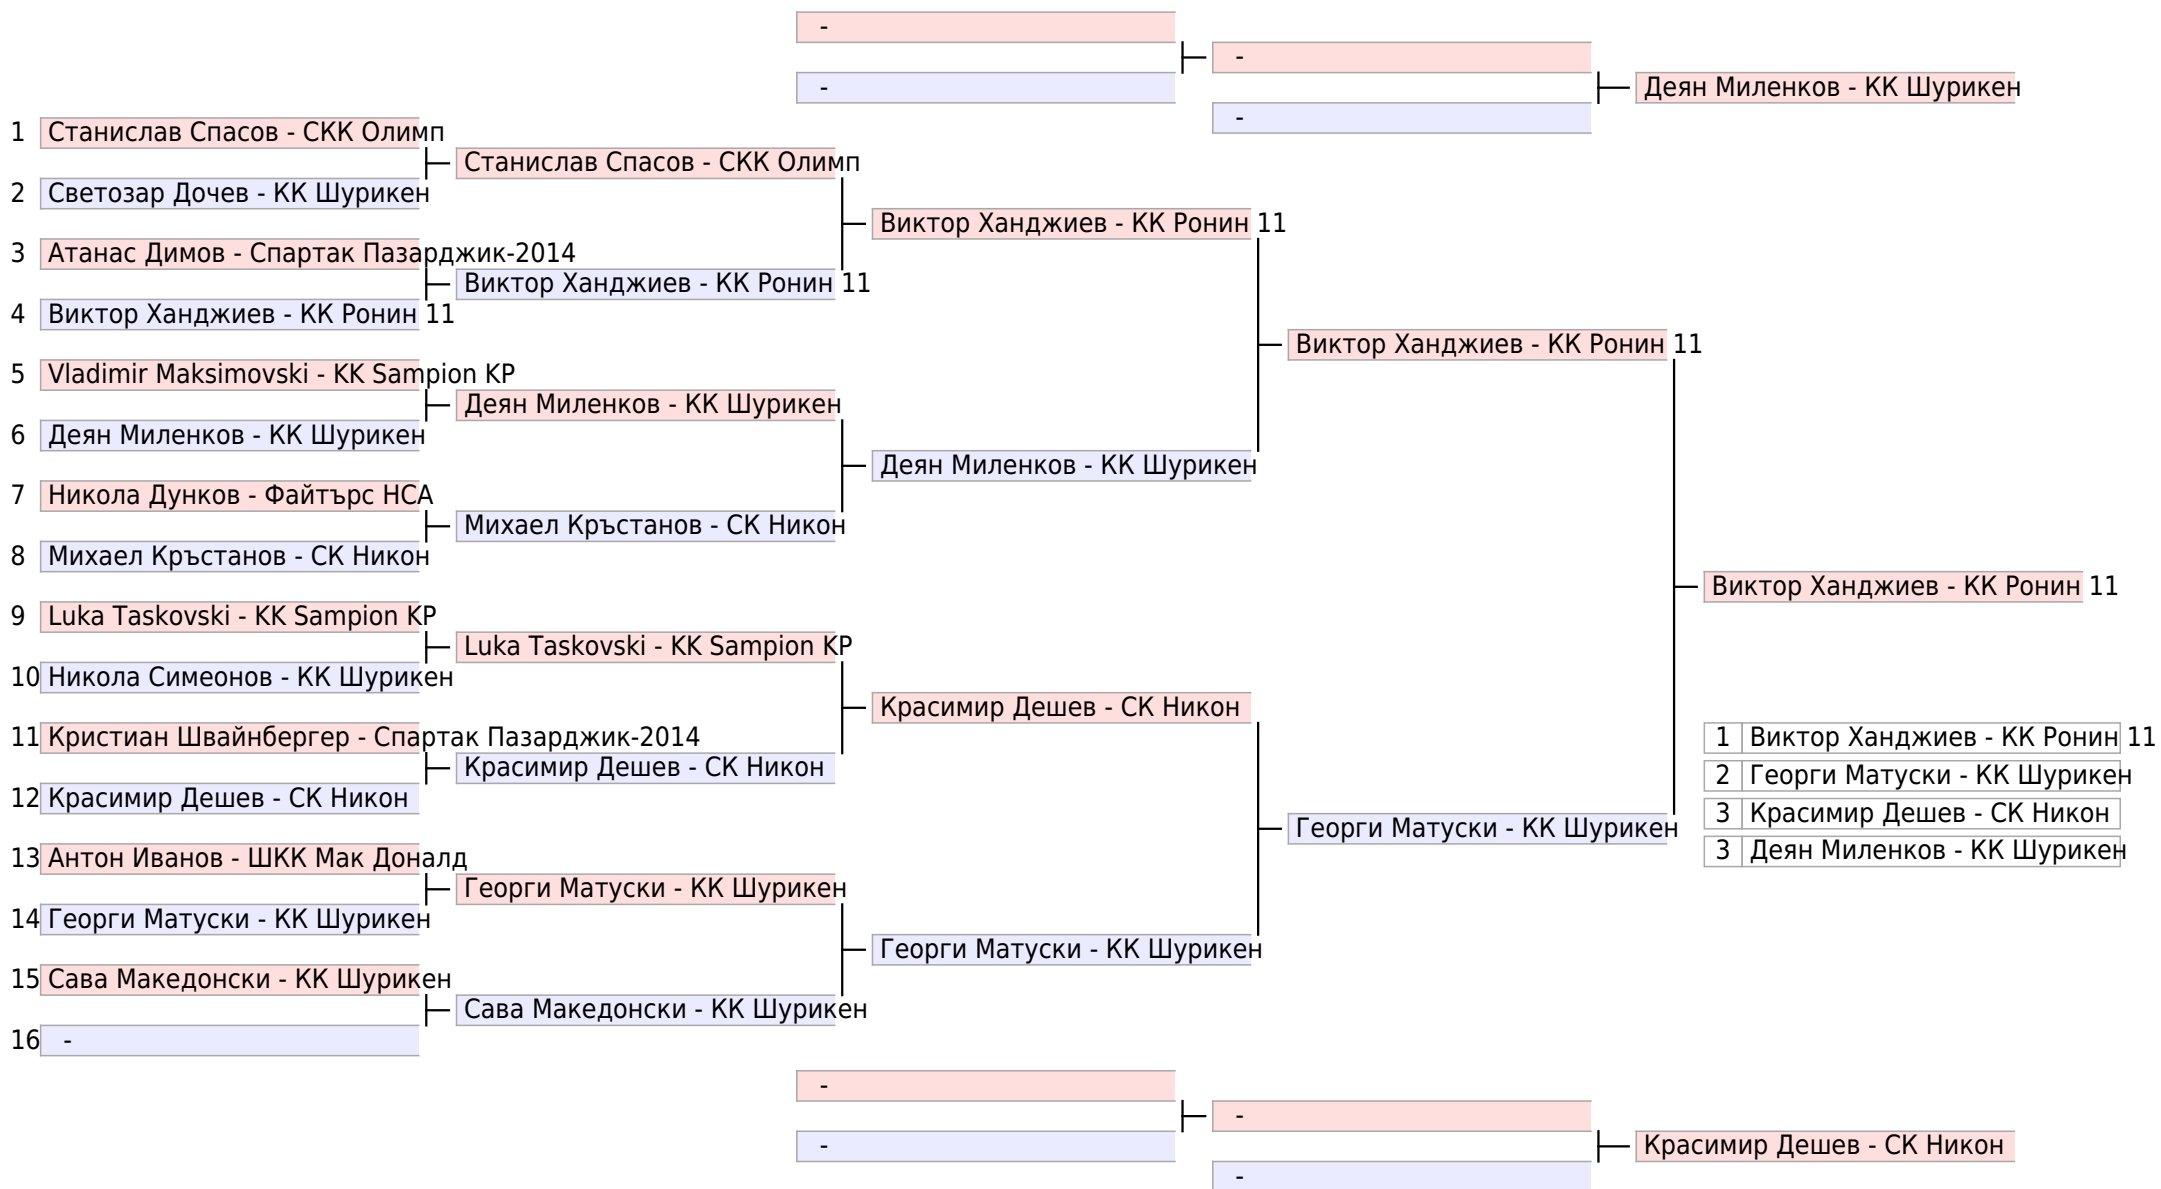 -
-
-
-
Деян Миленков - КК Шурикен
1 Станислав Спасов - СКК Олимп
2 Светозар Дочев - КК Шурикен
3 Атанас Димов - Спартак Пазарджик-2014
4 Виктор Ханджиев - КК Ронин 11
5 Vladimir Maksimovski - KK Sampion KP
6 Деян Миленков - КК Шурикен
7 Никола Дунков - Файтърс НСА
8 Михаел Кръстанов - СК Никон
9 Luka Taskovski - KK Sampion KP
10 Никола Симеонов - КК Шурикен
11 Кристиан Швайнбергер - Спартак Пазарджик-2014
12 Красимир Дешев - СК Никон
13 Антон Иванов - ШКК Мак Доналд
14 Георги Матуски - КК Шурикен
15 Сава Македонски - КК Шурикен
16 -
Станислав Спасов - СКК Олимп
Виктор Ханджиев - КК Ронин 11
Деян Миленков - КК Шурикен
Михаел Кръстанов - СК Никон
Luka Taskovski - KK Sampion KP
Красимир Дешев - СК Никон
Георги Матуски - КК Шурикен
Сава Македонски - КК Шурикен
Виктор Ханджиев - КК Ронин 11
Деян Миленков - КК Шурикен
Красимир Дешев - СК Никон
Георги Матуски - КК Шурикен
Виктор Ханджиев - КК Ронин 11
Георги Матуски - КК Шурикен
Виктор Ханджиев - КК Ронин 11
1 Виктор Ханджиев - КК Ронин 11
2 Георги Матуски - КК Шурикен
3 Красимир Дешев - СК Никон
3 Деян Миленков - КК Шурикен
-
-
-
-
Красимир Дешев - СК Никон